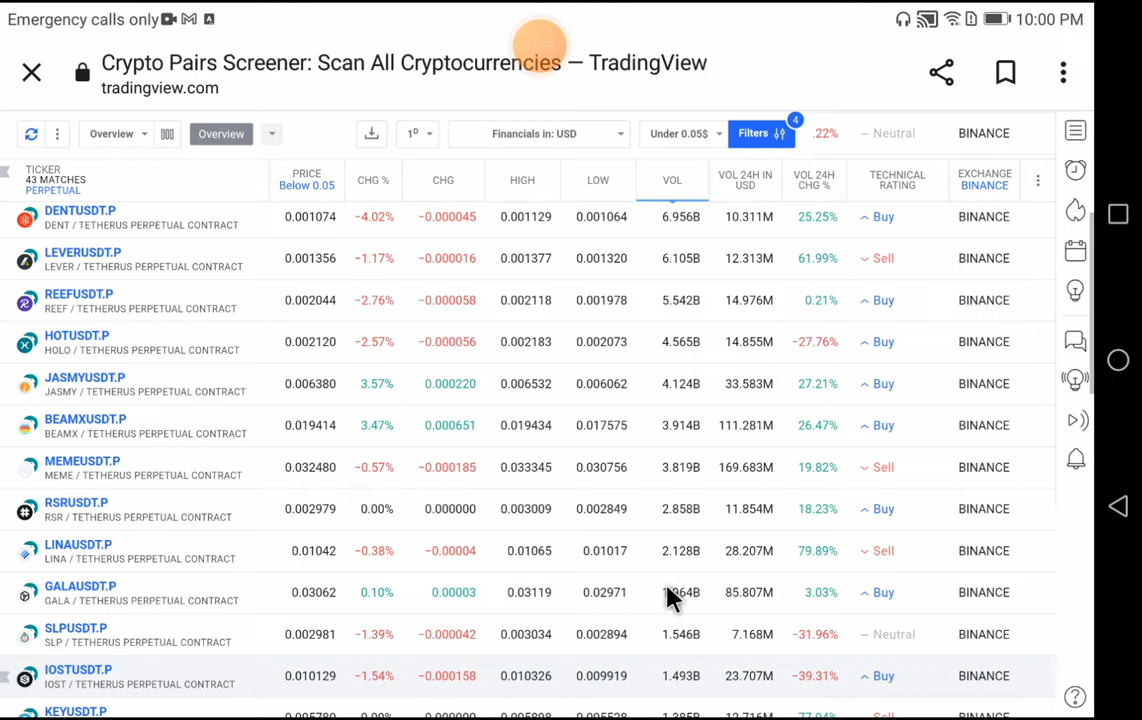 Emergency calls only
10:00 PM
Crypto Pairs Screener: Scan All Cryptocurrencies — TradingView
tradingview.com
Overview
Overview
1D
Financials in: USD
Under 0.05$
Filters
4
.22%
— Neutral
BINANCE
TICKER
43 MATCHES
PERPETUAL
PRICE
Below 0.05
CHG %
CHG
HIGH
LOW
VOL
VOL 24H IN
USD
VOL 24H
CHG %
TECHNICAL
RATING
EXCHANGE
BINANCE
DENTUSDT.P
DENT / TETHERUS PERPETUAL CONTRACT
0.001074 −4.02% −0.000045 0.001129 0.001064 6.956B 10.311M 25.25% Buy BINANCE
LEVERUSDT.P
LEVER / TETHERUS PERPETUAL CONTRACT
0.001356 −1.17% −0.000016 0.001377 0.001320 6.105B 12.313M 61.99% Sell BINANCE
REEFUSDT.P
REEF / TETHERUS PERPETUAL CONTRACT
0.002044 −2.76% −0.000058 0.002118 0.001978 5.542B 14.976M 0.21% Buy BINANCE
HOTUSDT.P
HOLO / TETHERUS PERPETUAL CONTRACT
0.002120 −2.57% −0.000056 0.002183 0.002073 4.565B 14.855M −27.76% Buy BINANCE
JASMYUSDT.P
JASMY / TETHERUS PERPETUAL CONTRACT
0.006380 3.57% 0.000220 0.006532 0.006062 4.124B 33.583M 27.21% Buy BINANCE
BEAMXUSDT.P
BEAMX / TETHERUS PERPETUAL CONTRACT
0.019414 3.47% 0.000651 0.019434 0.017575 3.914B 111.281M 26.47% Buy BINANCE
MEMEUSDT.P
MEME / TETHERUS PERPETUAL CONTRACT
0.032480 −0.57% −0.000185 0.033345 0.030756 3.819B 169.683M 19.82% Sell BINANCE
RSRUSDT.P
RSR / TETHERUS PERPETUAL CONTRACT
0.002979 0.00% 0.000000 0.003009 0.002849 2.858B 11.854M 18.23% Buy BINANCE
LINAUSDT.P
LINA / TETHERUS PERPETUAL CONTRACT
0.01042 −0.38% −0.00004 0.01065 0.01017 2.128B 28.207M 79.89% Sell BINANCE
GALAUSDT.P
GALA / TETHERUS PERPETUAL CONTRACT
0.03062 0.10% 0.00003 0.03119 0.02971 85.807M 3.03% Buy BINANCE
SLPUSDT.P
SLP / TETHERUS PERPETUAL CONTRACT
0.002981 −1.39% −0.000042 0.003034 0.002894 1.546B 7.168M −31.96% — Neutral BINANCE
IOSTUSDT.P
IOST / TETHERUS PERPETUAL CONTRACT
0.010129 −1.54% −0.000158 0.010326 0.009919 1.493B 23.707M −39.31% Buy BINANCE
KEYUSDT.P